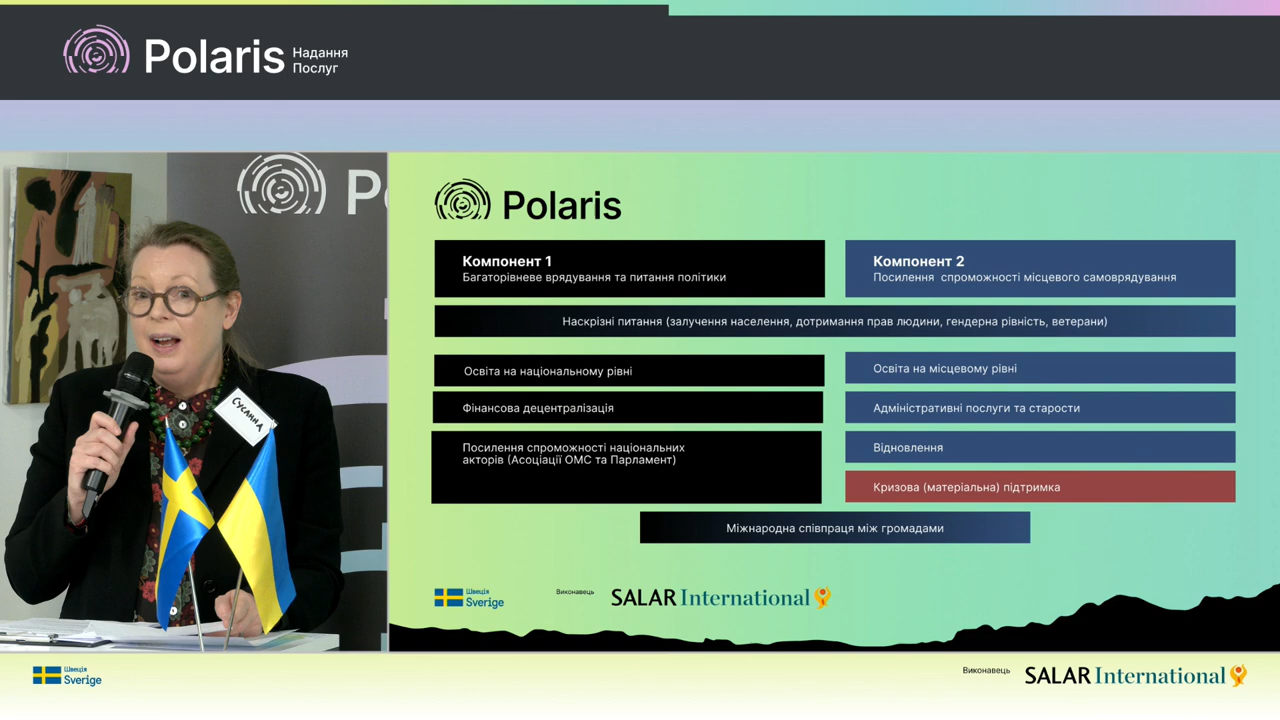 Polaris
Надання
Послуг
P
Сусанна
Polaris
Компонент 1
Багаторівневе врядування та питання політики
Компонент 2
Посилення спроможності місцевого самоврядування
Наскрізні питання (залучення населення, дотримання прав людини, гендерна рівність, ветерани)
Освіта на національному рівні
Освіта на місцевому рівні
Фінансова децентралізація
Адміністративні послуги та старости
Посилення спроможності національних
акторів (Асоціації ОМС та Парламент)
Відновлення
Кризова (матеріальна) підтримка
Міжнародна співпраця між громадами
Швеція
Sverige
Виконавець
SALAR International
Швеція
Sverige
Виконавець
SALAR International